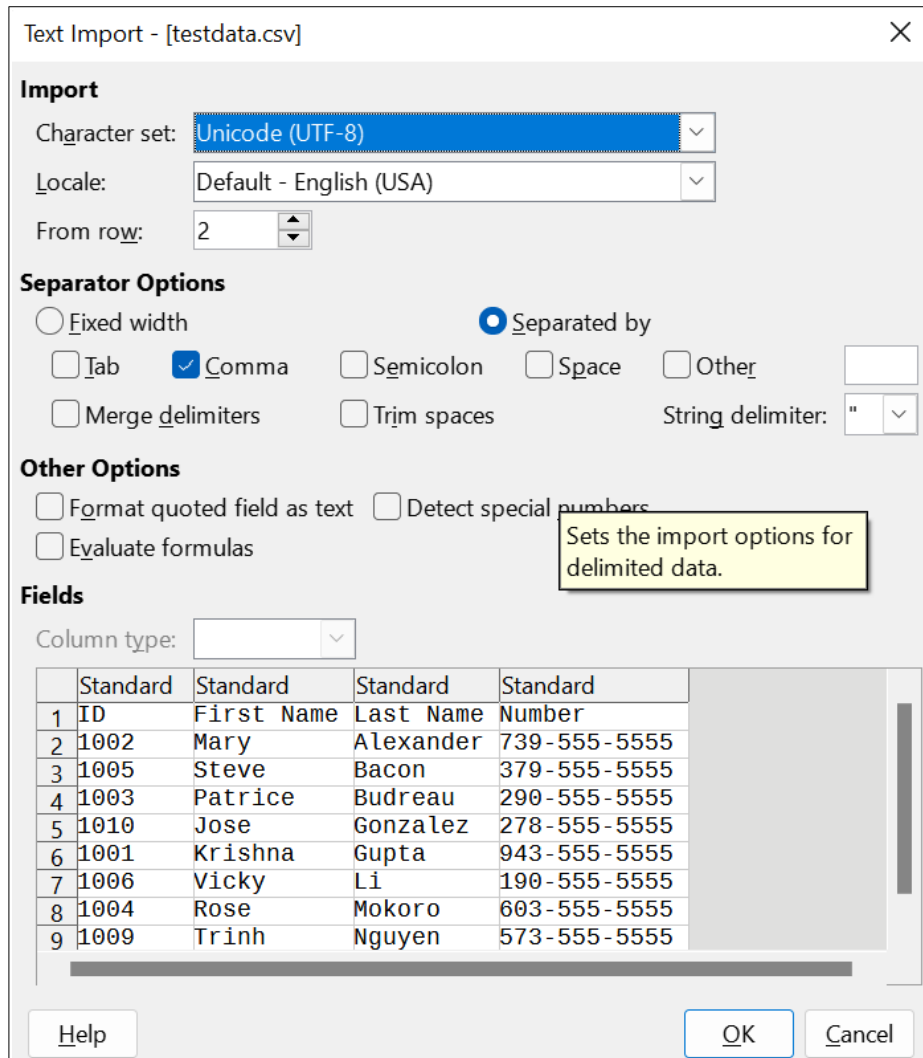 Text Import - [testdata.csv]
Import
Character set: Unicode (UTF-8)
Locale: Default - English (USA)
From row: 2
Separator Options
Fixed width Separated by
Tab Comma Semicolon Space Other
Merge delimiters Trim spaces String delimiter: "
Other Options
Format quoted field as text Detect special numbers
Evaluate formulas
Sets the import options for
delimited data.
Fields
Column type:
Standard Standard Standard Standard
1 ID First Name Last Name Number
2 1002 Mary Alexander 739-555-5555
3 1005 Steve Bacon 379-555-5555
4 1003 Patrice Budreau 290-555-5555
5 1010 Jose Gonzalez 278-555-5555
6 1001 Krishna Gupta 943-555-5555
7 1006 Vicky Li 190-555-5555
8 1004 Rose Mokoro 603-555-5555
9 1009 Trinh Nguyen 573-555-5555
Help OK Cancel